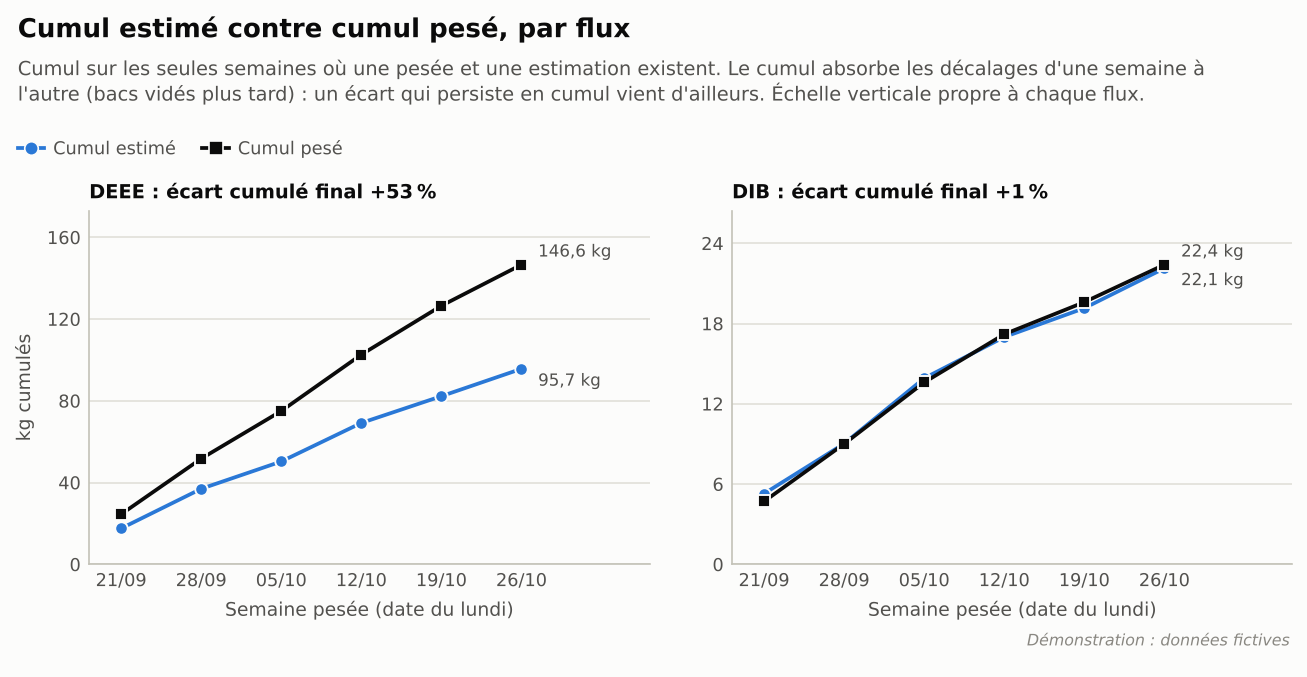 Cumul estimé contre cumul pesé, par flux
Cumul sur les seules semaines où une pesée et une estimation existent. Le cumul absorbe les décalages d'une semaine à
l'autre (bacs vidés plus tard) : un écart qui persiste en cumul vient d'ailleurs. Échelle verticale propre à chaque flux.
Cumul estimé
Cumul pesé
DEEE : écart cumulé final +53 %
kg cumulés
160
120
80
40
0
146,6 kg
95,7 kg
21/09
28/09
05/10
12/10
19/10
26/10
Semaine pesée (date du lundi)
DIB : écart cumulé final +1 %
24
18
12
6
0
22,4 kg
22,1 kg
21/09
28/09
05/10
12/10
19/10
26/10
Semaine pesée (date du lundi)
Démonstration : données fictives